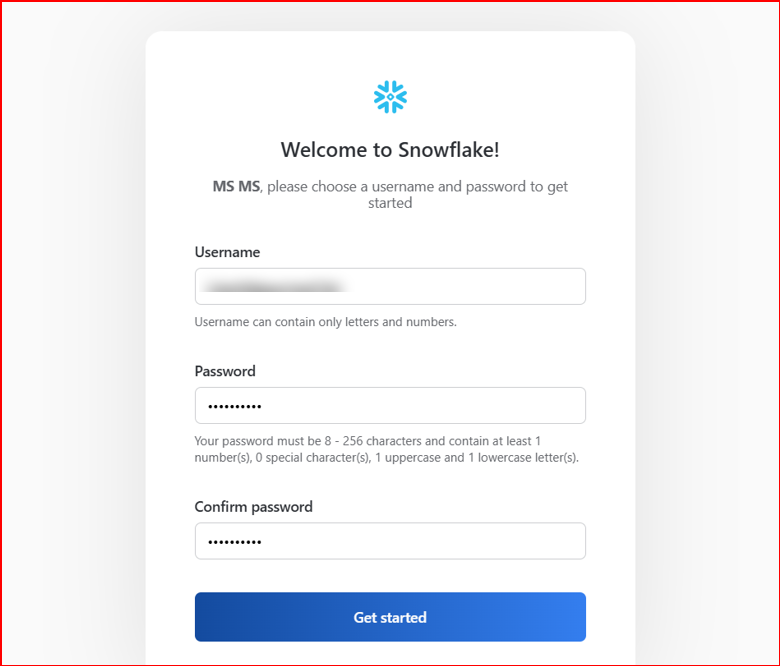 Welcome to Snowflake!
MS MS, please choose a username and password to get
started
Username
Username can contain only letters and numbers.
Password
••••••••••
Your password must be 8 - 256 characters and contain at least 1
number(s), 0 special character(s), 1 uppercase and 1 lowercase letter(s).
Confirm password
••••••••••
Get started